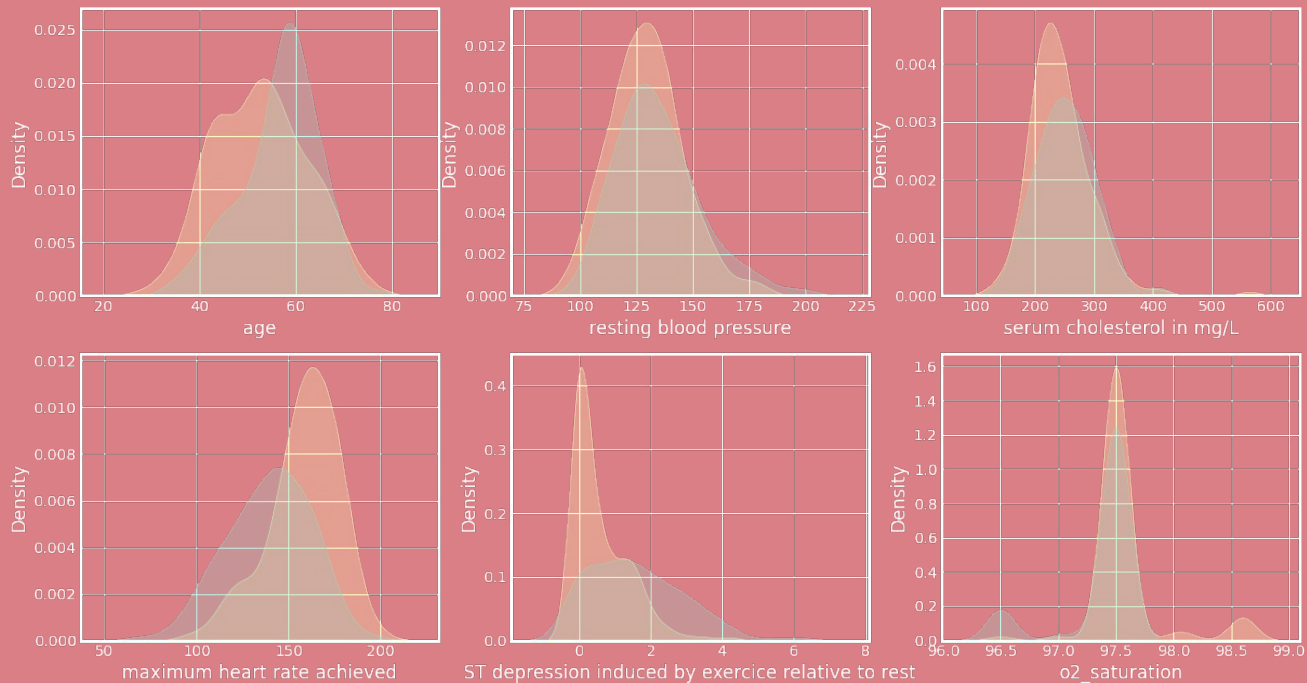 0.025
0.020
0.015
0.010
0.005
0.000
Density
20 40 60 80
age
0.012
0.010
0.008
0.006
0.004
0.002
0.000
Density
75 100 125 150 175 200 225
resting blood pressure
0.004
0.003
0.002
0.001
0.000
Density
100 200 300 400 500 600
serum cholesterol in mg/L
0.012
0.010
0.008
0.006
0.004
0.002
0.000
Density
50 100 150 200
maximum heart rate achieved
0.4
0.3
0.2
0.1
0.0
Density
0 2 4 6 8
ST depression induced by exercice relative to rest
1.6
1.4
1.2
1.0
0.8
0.6
0.4
0.2
0.0
Density
96.0 96.5 97.0 97.5 98.0 98.5 99.0
o2_saturation